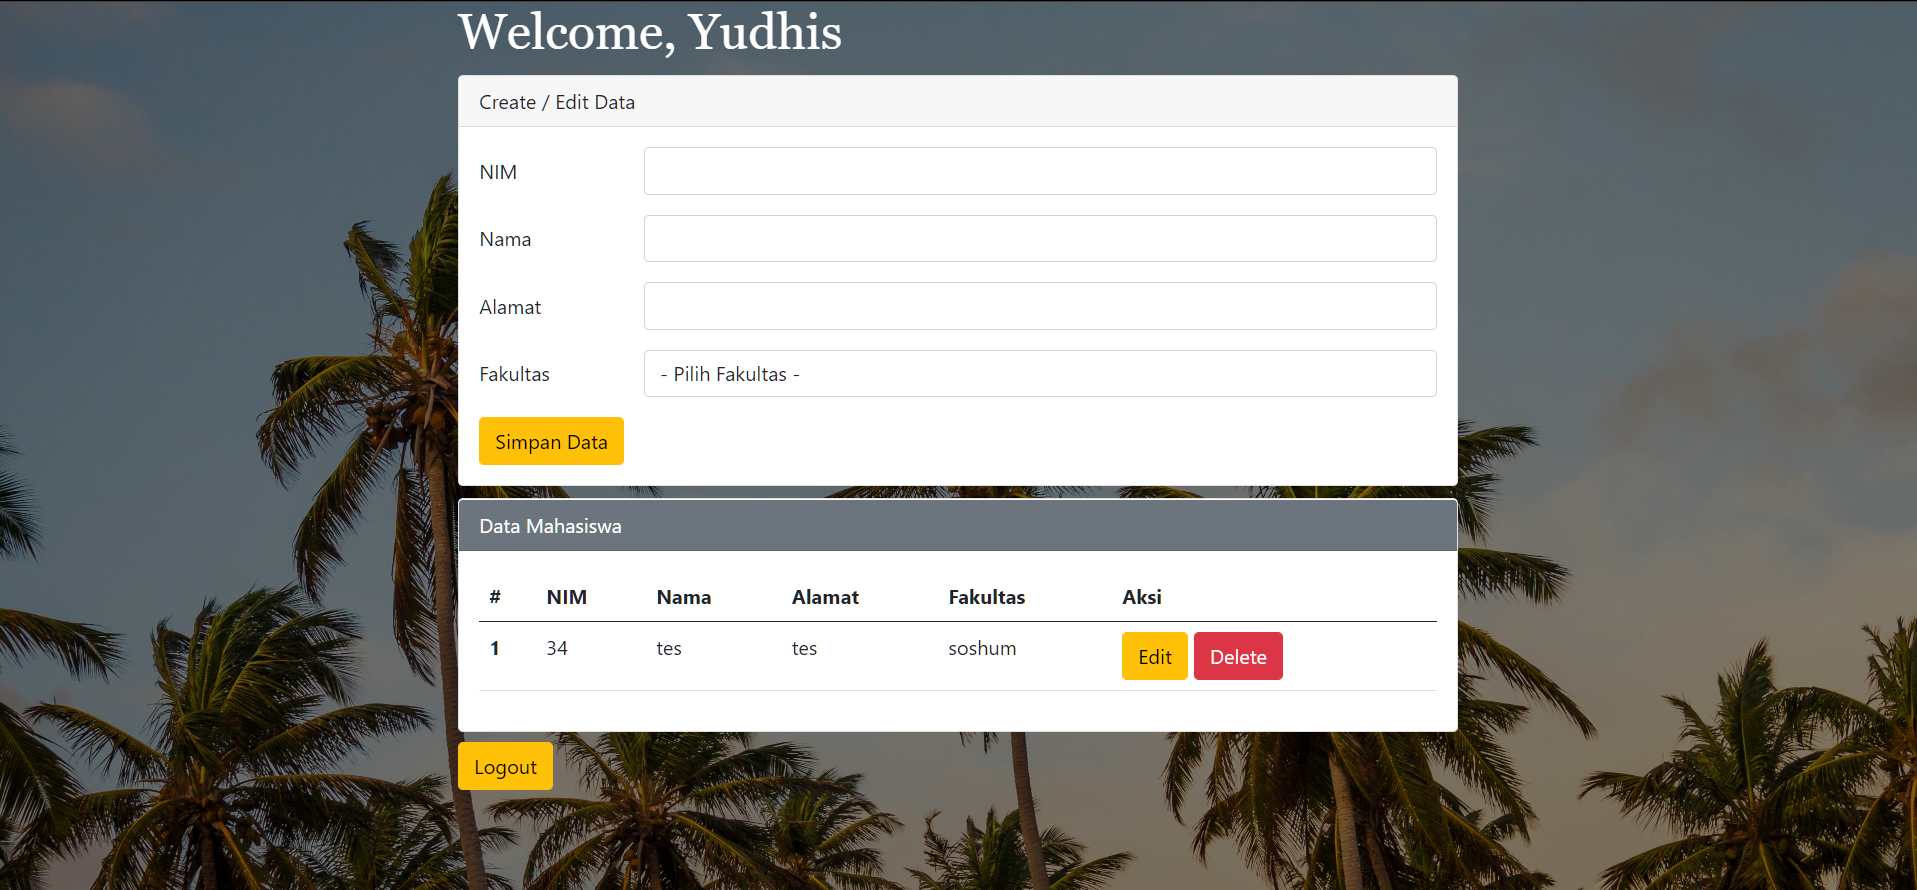 Welcome, Yudhis
Create / Edit Data
NIM
Nama
Alamat
Fakultas - Pilih Fakultas -
Simpan Data
Data Mahasiswa
# NIM Nama Alamat Fakultas Aksi
1 34 tes tes soshum Edit Delete
Logout